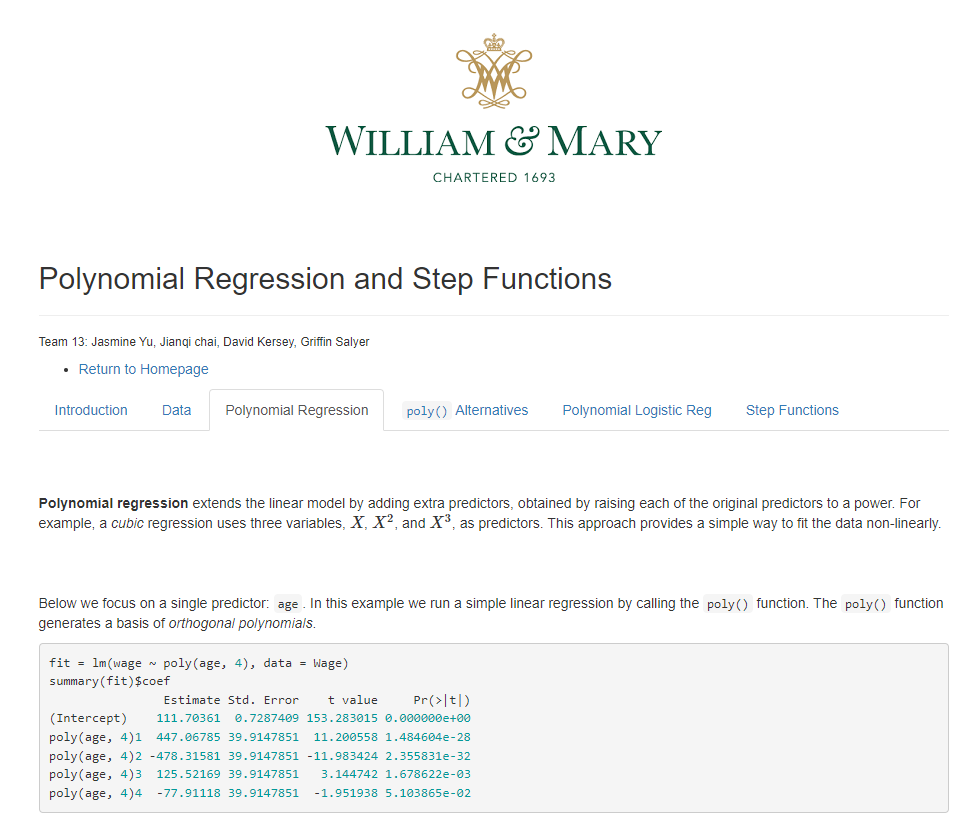 WILLIAM & MARY
CHARTERED 1693
Polynomial Regression and Step Functions
Team 13: Jasmine Yu, Jianqi chai, David Kersey, Griffin Salyer
• Return to Homepage
Introduction Data Polynomial Regression poly() Alternatives Polynomial Logistic Reg Step Functions
Polynomial regression extends the linear model by adding extra predictors, obtained by raising each of the original predictors to a power. For
example, a cubic regression uses three variables, X, X², and X³, as predictors. This approach provides a simple way to fit the data non-linearly.
Below we focus on a single predictor: age . In this example we run a simple linear regression by calling the poly() function. The poly() function
generates a basis of orthogonal polynomials.
fit = lm(wage ~ poly(age, 4), data = Wage)
summary(fit)$coef
Estimate Std. Error t value Pr(>|t|)
(Intercept) 111.70361 0.7287409 153.283015 0.000000e+00
poly(age, 4)1 447.06785 39.9147851 11.200558 1.484604e-28
poly(age, 4)2 -478.31581 39.9147851 -11.983424 2.355831e-32
poly(age, 4)3 125.52169 39.9147851 3.144742 1.678622e-03
poly(age, 4)4 -77.91118 39.9147851 -1.951938 5.103865e-02